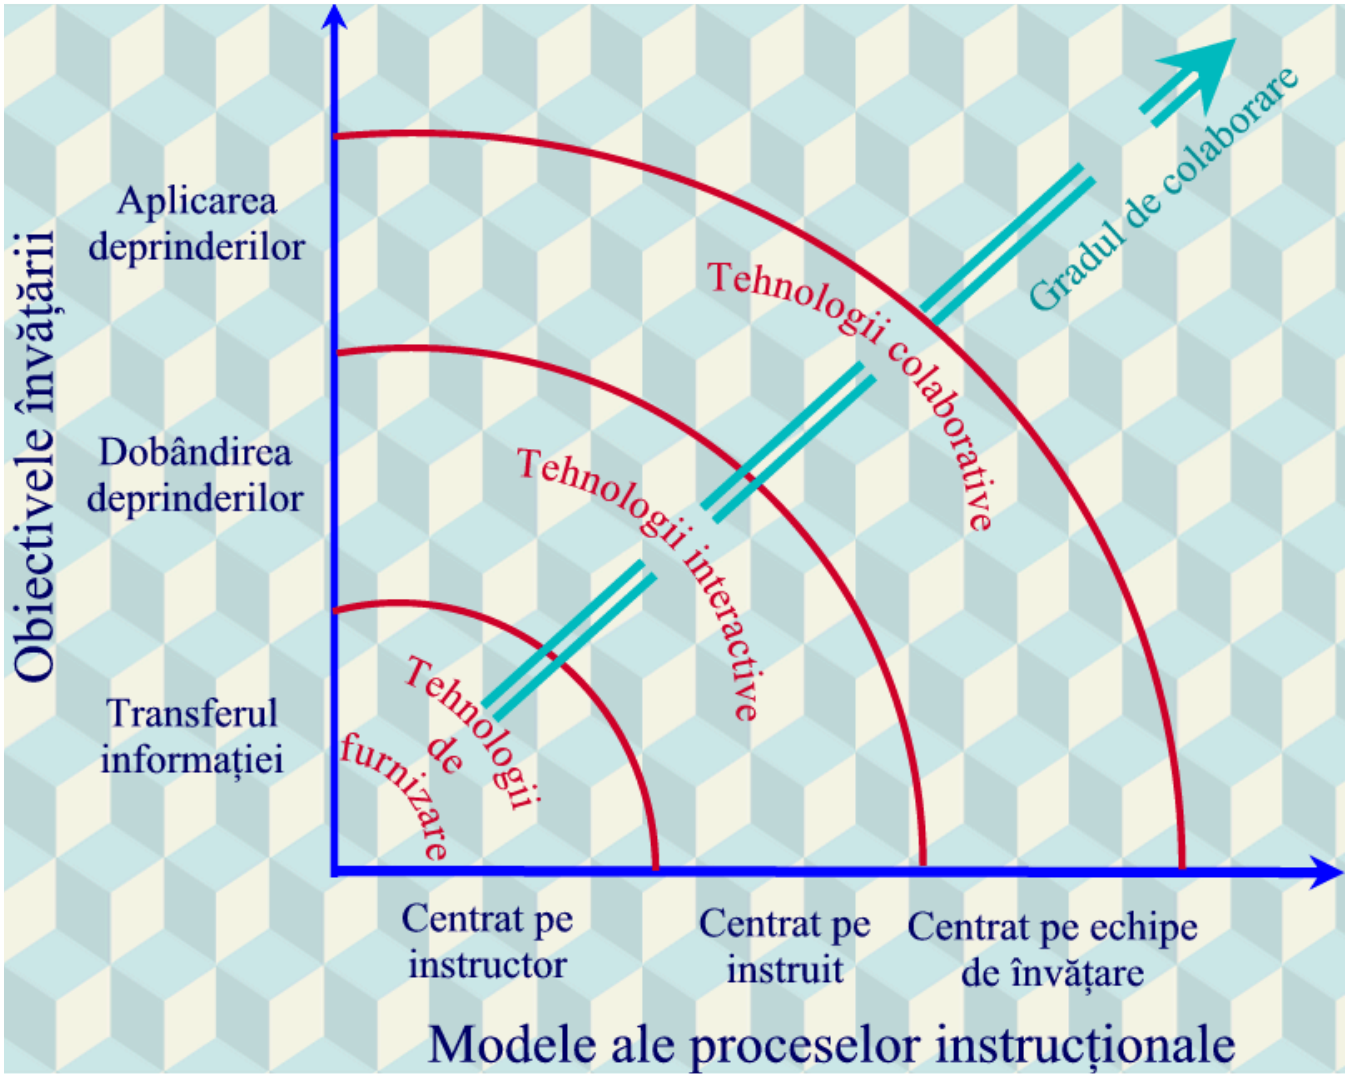 Obiectivele învățării
Aplicarea
deprinderilor
Dobândirea
deprinderilor
Transferul
informației
Gradul de colaborare
Tehnologii colaborative
Tehnologii interactive
Tehnologii
de
furnizare
Centrat pe
instructor
Centrat pe
instruit
Centrat pe echipe
de învățare
Modele ale proceselor instrucționale